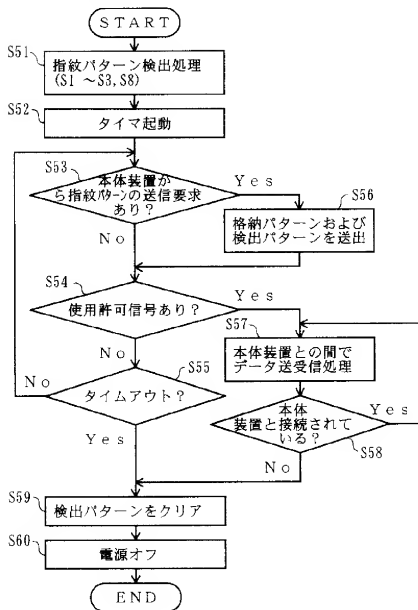 START
S51
指紋パターン検出処理
(S1 ～S3,S8)
S52
タイマ起動
S53
本体装置か
ら指紋パターンの送信要求
あり？
Yes
No
S56
格納パターンおよび
検出パターンを送出
S54
使用許可信号あり？
Yes
No
S57
本体装置との間で
データ送受信処理
S55
タイムアウト？
No
Yes
本体
装置と接続されて
いる？
Yes
S58
No
S59
検出パターンをクリア
S60
電源オフ
END